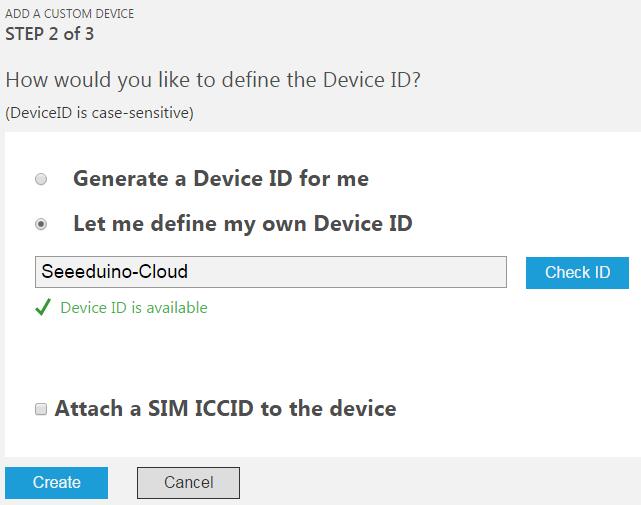 ADD A CUSTOM DEVICE
STEP 2 of 3
How would you like to define the Device ID?
(DeviceID is case-sensitive)
Generate a Device ID for me
Let me define my own Device ID
Seeeduino-Cloud
Check ID
Device ID is available
Attach a SIM ICCID to the device
Create
Cancel